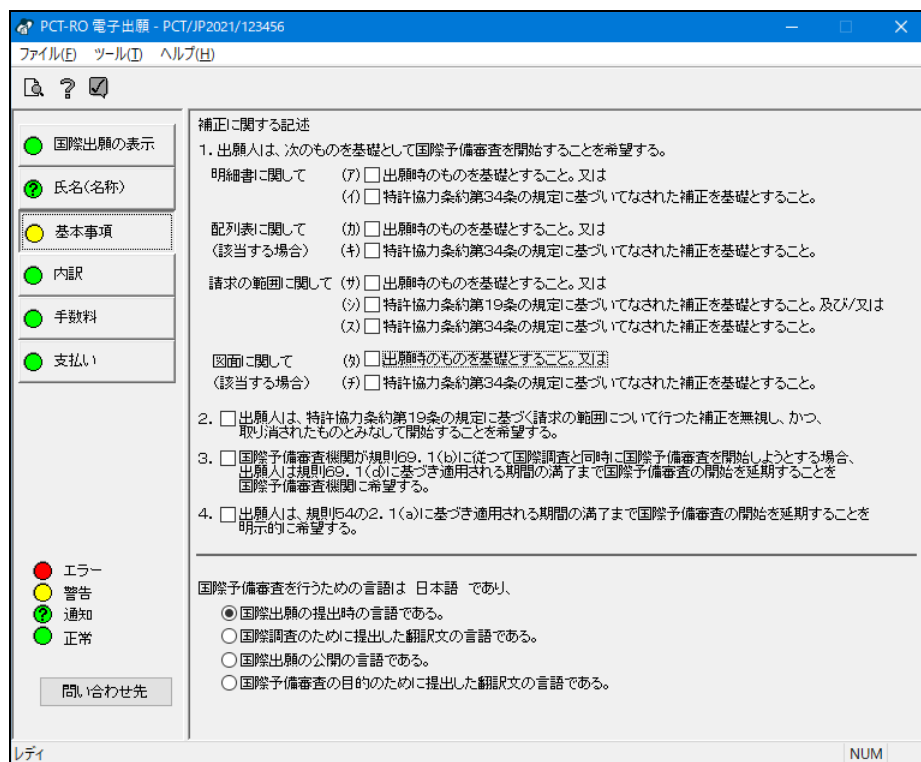 PCT-RO 電子出願 - PCT/JP2021/123456
ファイル(F) ツール(T) ヘルプ(H)
国際出願の表示
氏名(名称)
基本事項
内訳
手数料
支払い
エラー
警告
通知
正常
問い合わせ先
補正に関する記述
1. 出願人は、次のものを基礎として国際予備審査を開始することを希望する。
明細書に関して (ア) 出願時のものを基礎とすること。又は
(イ) 特許協力条約第34条の規定に基づいてなされた補正を基礎とすること。
配列表に関して (カ) 出願時のものを基礎とすること。又は
(該当する場合) (キ) 特許協力条約第34条の規定に基づいてなされた補正を基礎とすること。
請求の範囲に関して (サ) 出願時のものを基礎とすること。又は
(シ) 特許協力条約第19条の規定に基づいてなされた補正を基礎とすること。及び/又は
(ス) 特許協力条約第34条の規定に基づいてなされた補正を基礎とすること。
図面に関して (タ) 出願時のものを基礎とすること。又は
(該当する場合) (チ) 特許協力条約第34条の規定に基づいてなされた補正を基礎とすること。
2. 出願人は、特許協力条約第19条の規定に基づく請求の範囲について行つた補正を無視し、かつ、
取り消されたものとみなして開始することを希望する。
3. 国際予備審査機関が規則69.1(b)に従つて国際調査と同時に国際予備審査を開始しようとする場合、
出願人は規則69.1(d)に基づき適用される期間の満了まで国際予備審査の開始を延期することを
国際予備審査機関に希望する。
4. 出願人は、規則54の2.1(a)に基づき適用される期間の満了まで国際予備審査の開始を延期することを
明示的に希望する。
国際予備審査を行うための言語は 日本語 であり、
国際出願の提出時の言語である。
国際調査のために提出した翻訳文の言語である。
国際出願の公開の言語である。
国際予備審査の目的のために提出した翻訳文の言語である。
レディ NUM